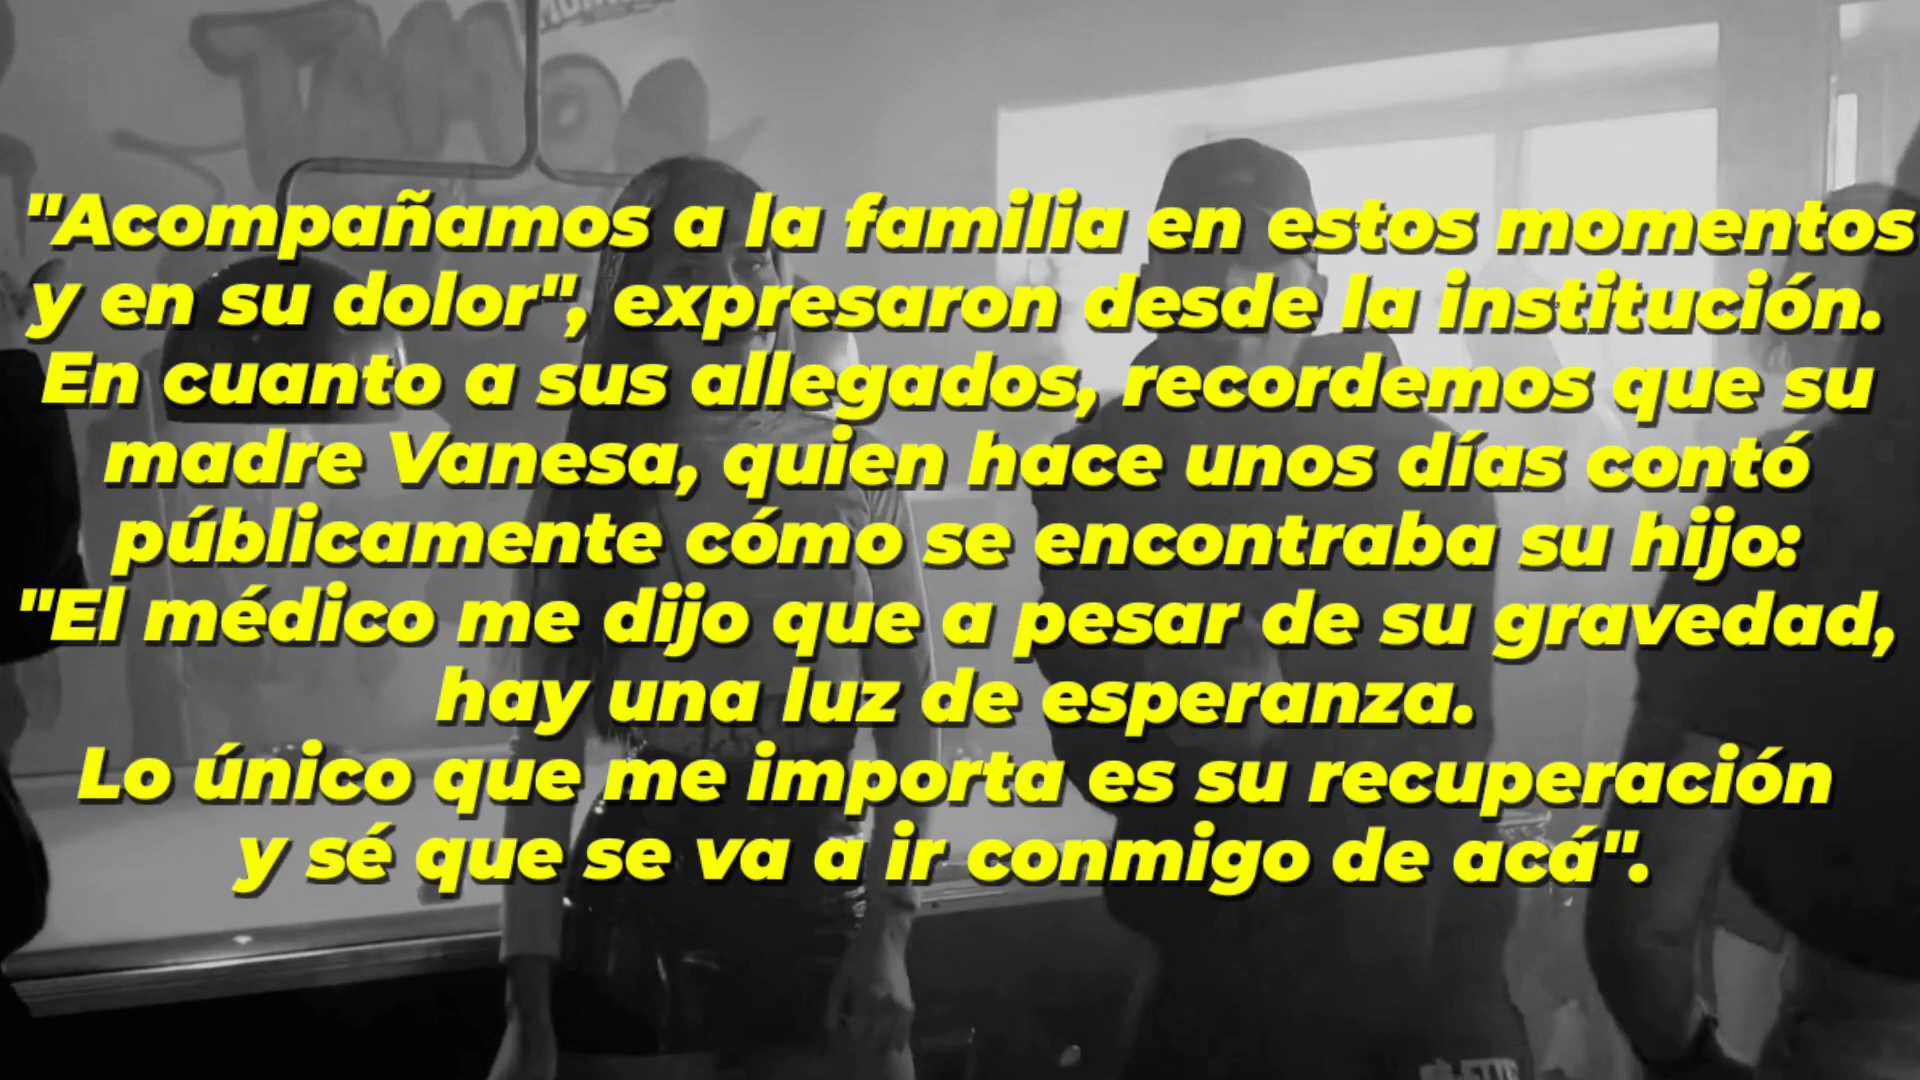 "Acompañamos a la familia en estos momentos
y en su dolor", expresaron desde la institución.
En cuanto a sus allegados, recordemos que su
madre Vanesa, quien hace unos días contó
públicamente cómo se encontraba su hijo:
"El médico me dijo que a pesar de su gravedad,
hay una luz de esperanza.
Lo único que me importa es su recuperación
y sé que se va a ir conmigo de acá".